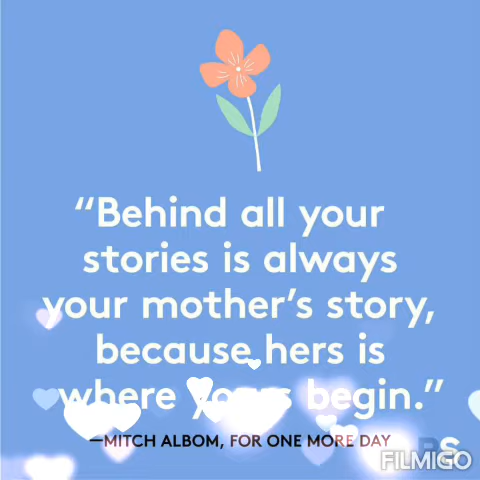 “Behind all your
stories is always
your mother’s story,
because hers is
where yours begin.”
—MITCH ALBOM, FOR ONE MORE DAY
FILMIGO